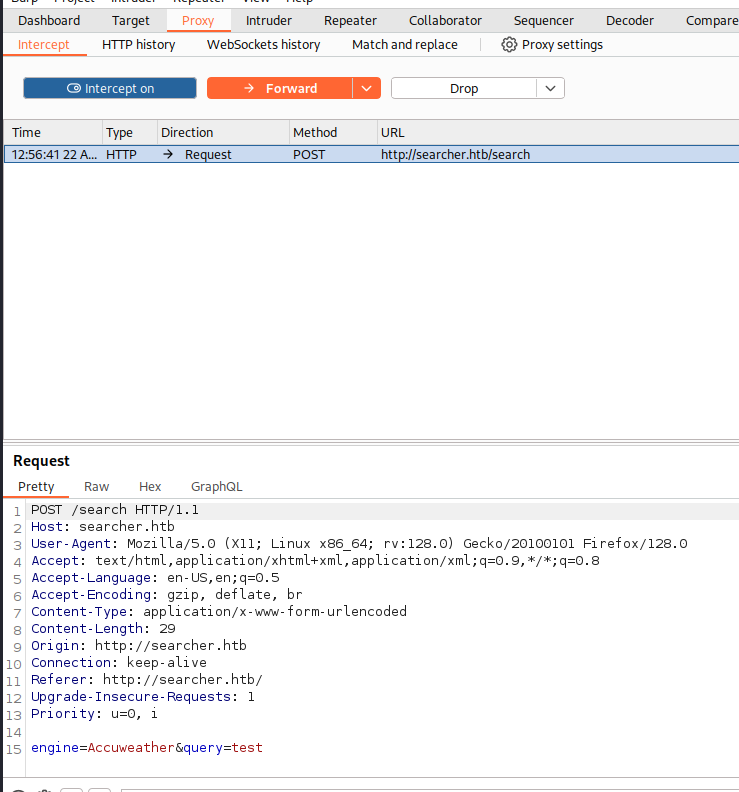 Burp Project Intruder Repeater View Help
Dashboard Target Proxy Intruder Repeater Collaborator Sequencer Decoder Compare
Intercept HTTP history WebSockets history Match and replace Proxy settings
Intercept on Forward Drop
Time Type Direction Method URL
12:56:41 22 A... HTTP → Request POST http://searcher.htb/search
Request
Pretty Raw Hex GraphQL
1 POST /search HTTP/1.1
2 Host: searcher.htb
3 User-Agent: Mozilla/5.0 (X11; Linux x86_64; rv:128.0) Gecko/20100101 Firefox/128.0
4 Accept: text/html,application/xhtml+xml,application/xml;q=0.9,*/*;q=0.8
5 Accept-Language: en-US,en;q=0.5
6 Accept-Encoding: gzip, deflate, br
7 Content-Type: application/x-www-form-urlencoded
8 Content-Length: 29
9 Origin: http://searcher.htb
10 Connection: keep-alive
11 Referer: http://searcher.htb/
12 Upgrade-Insecure-Requests: 1
13 Priority: u=0, i
14
15 engine=Accuweather&query=test